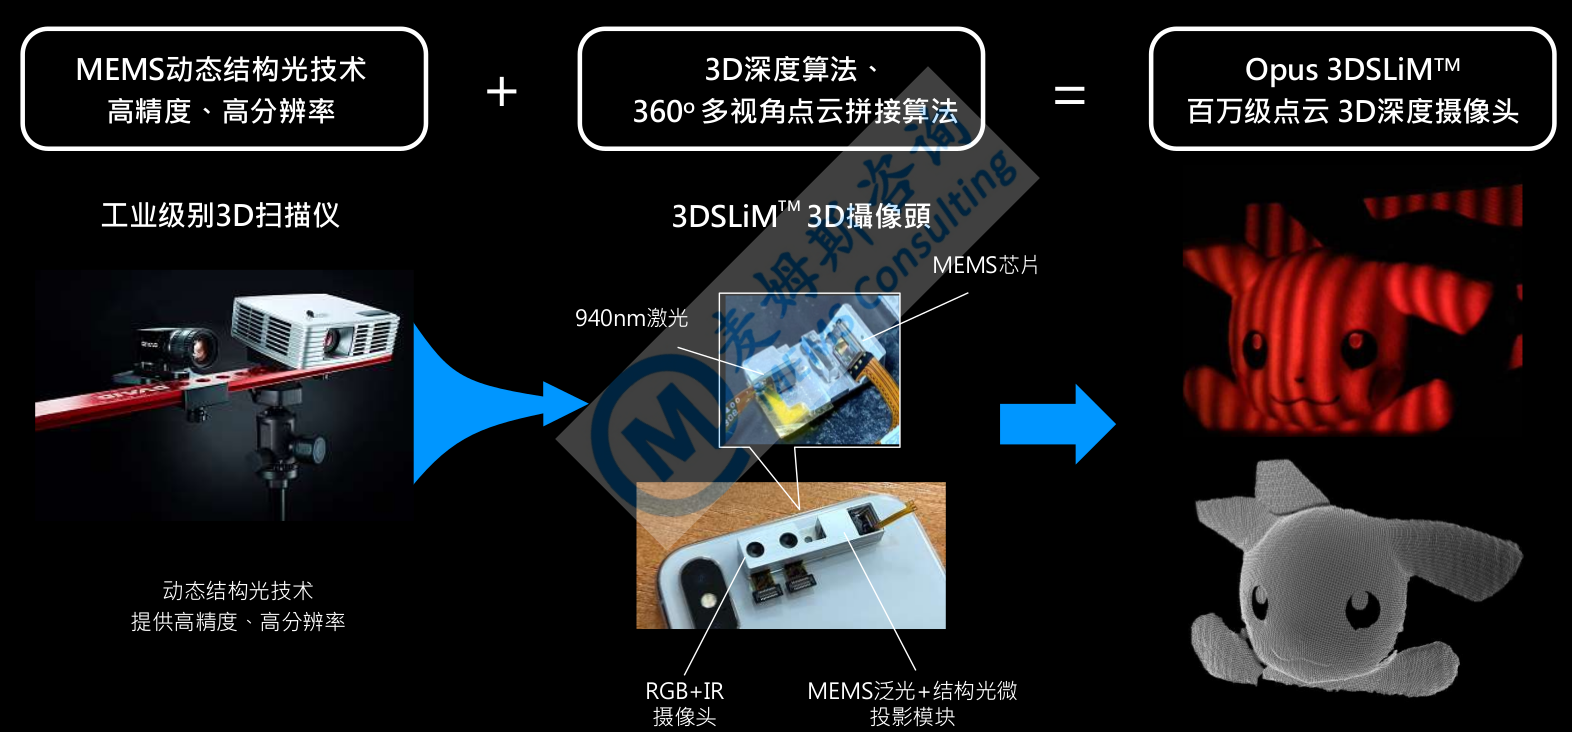 MEMS动态结构光技术
高精度、高分辨率
+
3D深度算法、
360º 多视角点云拼接算法
=
Opus 3DSLiM™
百万级点云 3D深度摄像头
工业级别3D扫描仪
3DSLiM™ 3D攝像頭
MEMS芯片
940nm激光
DAVID
动态结构光技术
提供高精度、高分辨率
RGB+IR
摄像头
MEMS泛光+结构光微
投影模块
麦姆斯咨询
Consulting
M